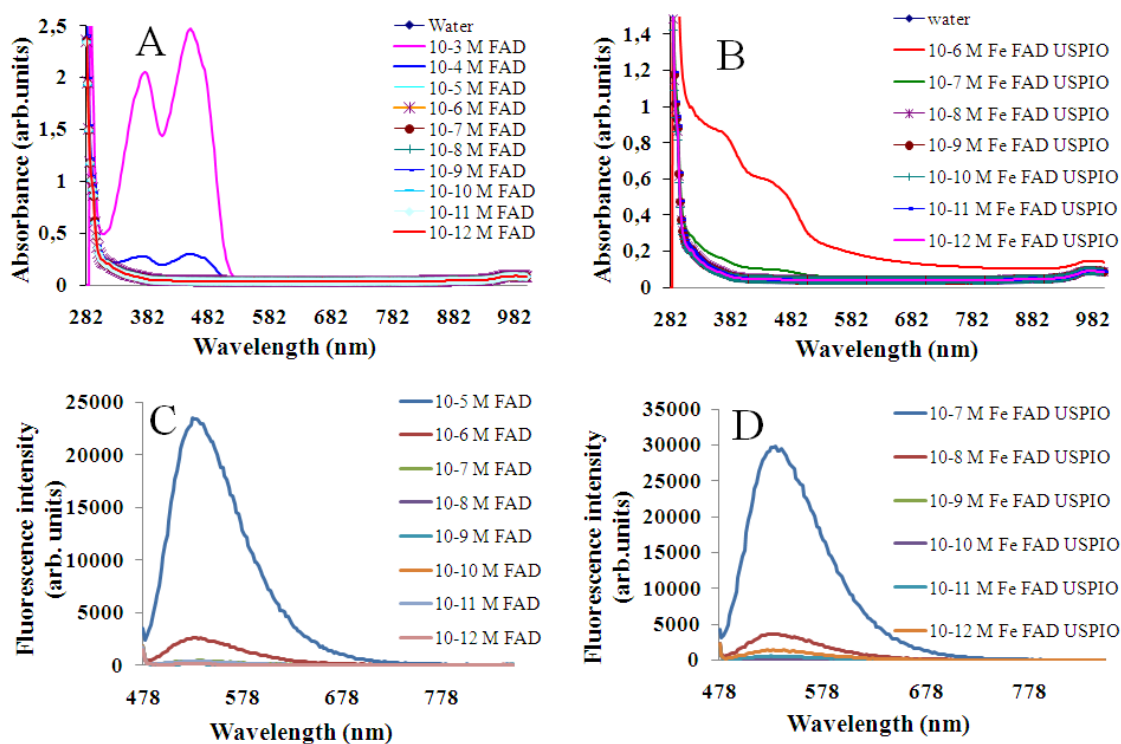 A
Absorbance (arb.units)
2,5
2
1,5
1
0,5
0
282 382 482 582 682 782 882 982
Wavelength (nm)
Water
10-3 M FAD
10-4 M FAD
10-5 M FAD
10-6 M FAD
10-7 M FAD
10-8 M FAD
10-9 M FAD
10-10 M FAD
10-11 M FAD
10-12 M FAD
B
Absorbance (arb.units)
1,4
1,2
1
0,8
0,6
0,4
0,2
0
282 382 482 582 682 782 882 982
Wavelength (nm)
water
10-6 M Fe FAD USPIO
10-7 M Fe FAD USPIO
10-8 M Fe FAD USPIO
10-9 M Fe FAD USPIO
10-10 M Fe FAD USPIO
10-11 M Fe FAD USPIO
10-12 M Fe FAD USPIO
C
Fluorescence intensity
(arb. units)
25000
20000
15000
10000
5000
0
478 578 678 778
Wavelength (nm)
10-5 M FAD
10-6 M FAD
10-7 M FAD
10-8 M FAD
10-9 M FAD
10-10 M FAD
10-11 M FAD
10-12 M FAD
D
Fluorescence intensity
(arb.units)
35000
30000
25000
20000
15000
10000
5000
0
478 578 678 778
Wavelength (nm)
10-7 M Fe FAD USPIO
10-8 M Fe FAD USPIO
10-9 M Fe FAD USPIO
10-10 M Fe FAD USPIO
10-11 M Fe FAD USPIO
10-12 M Fe FAD USPIO